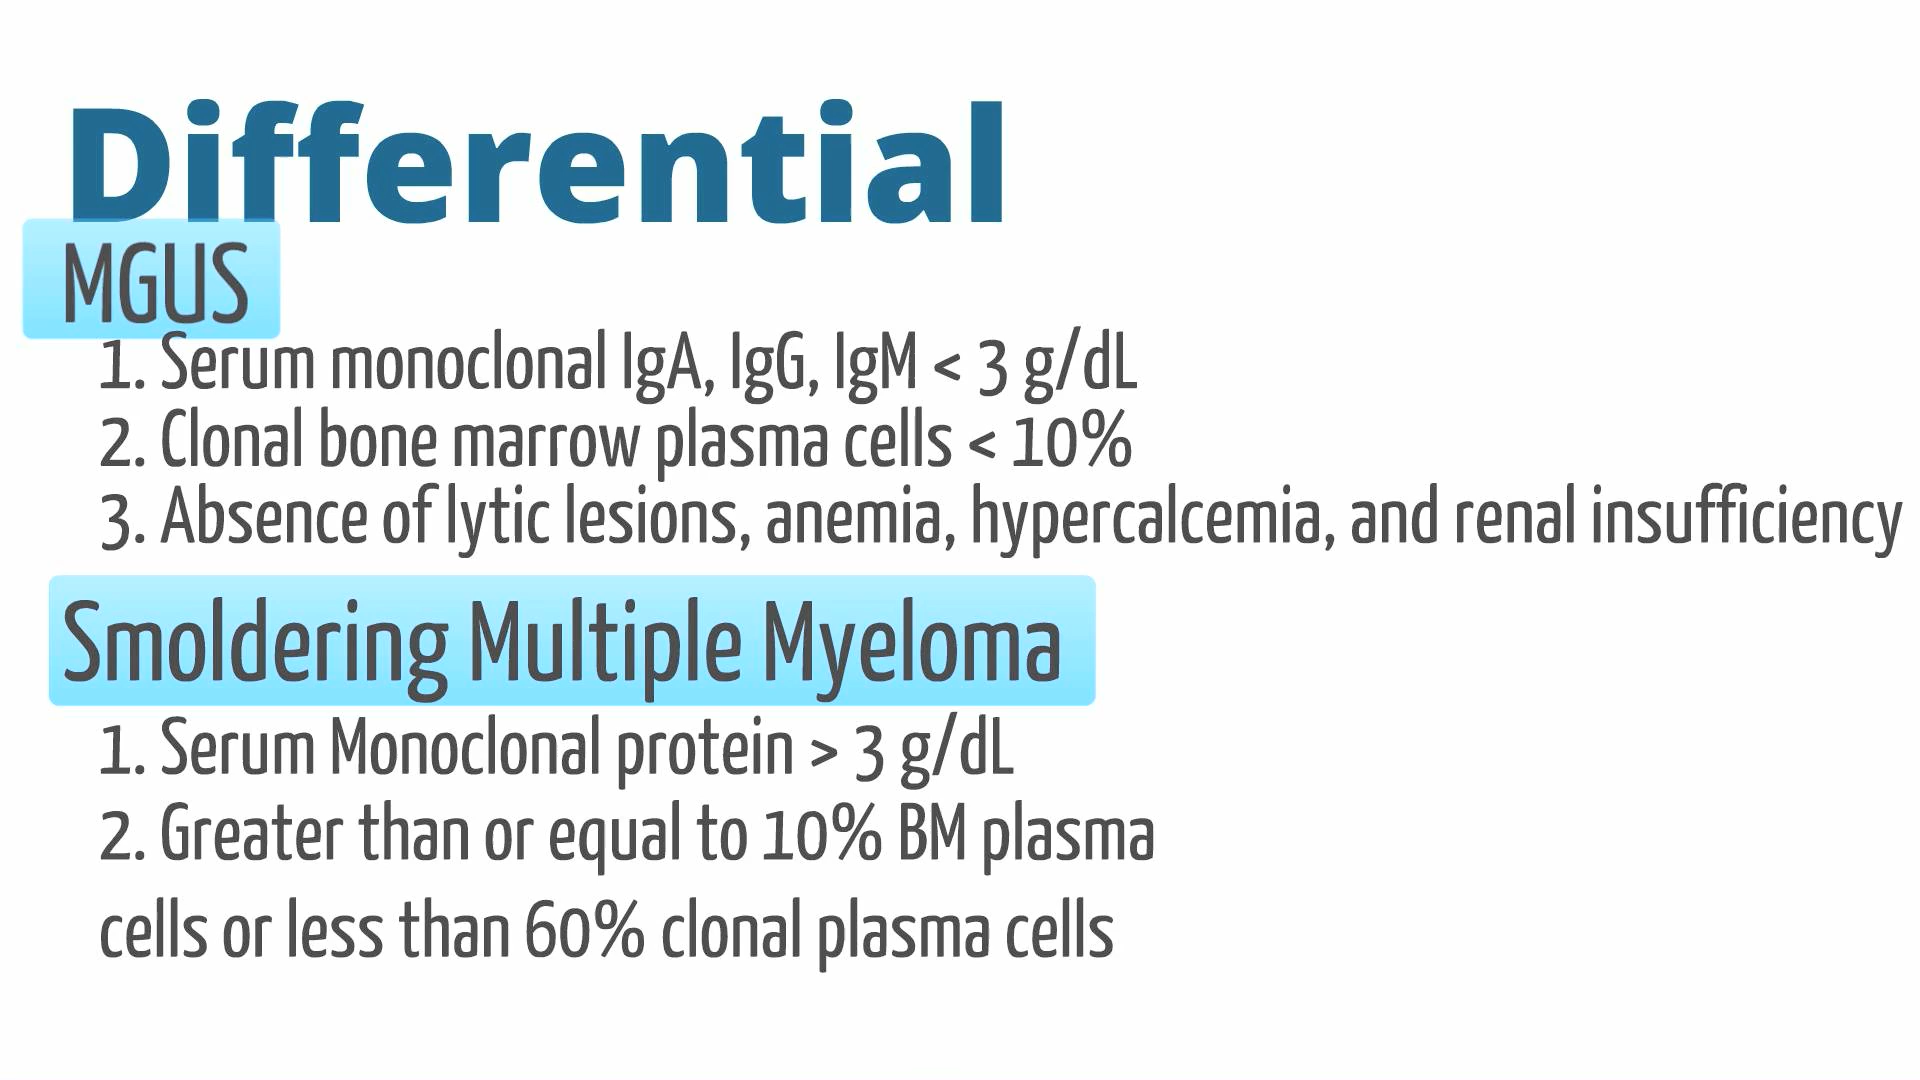 Differential
MGUS
1. Serum monoclonal IgA, IgG, IgM < 3 g/dL
2. Clonal bone marrow plasma cells < 10%
3. Absence of lytic lesions, anemia, hypercalcemia, and renal insufficiency
Smoldering Multiple Myeloma
1. Serum Monoclonal protein > 3 g/dL
2. Greater than or equal to 10% BM plasma
cells or less than 60% clonal plasma cells